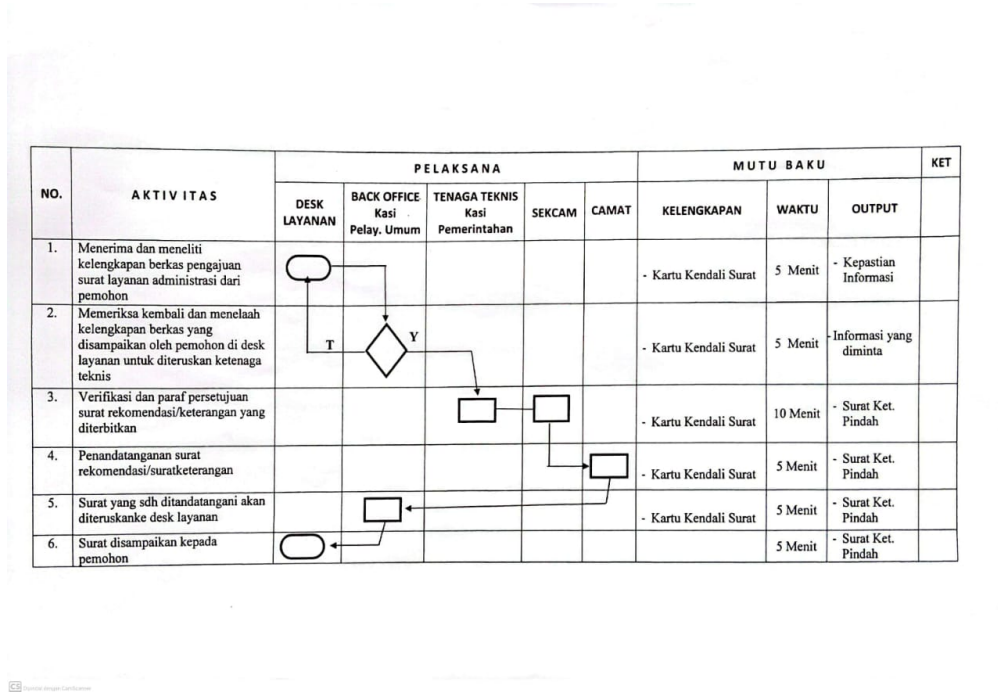 PELAKSANA
MUTU BAKU
KET
NO.
AKTIVITAS
DESK
LAYANAN
BACK OFFICE
Kasi
Pelay. Umum
TENAGA TEKNIS
Kasi
Pemerintahan
SEKCAM
CAMAT
KELENGKAPAN
WAKTU
OUTPUT
1.
Menerima dan meneliti
kelengkapan berkas pengajuan
surat layanan administrasi dari
pemohon
- Kartu Kendali Surat
5 Menit
- Kepastian
Informasi
2.
Memeriksa kembali dan menelaah
kelengkapan berkas yang
disampaikan oleh pemohon di desk
layanan untuk diteruskan ketenaga
teknis
T
Y
- Kartu Kendali Surat
5 Menit
- Informasi yang
diminta
3.
Verifikasi dan paraf persetujuan
surat rekomendasi/keterangan yang
diterbitkan
- Kartu Kendali Surat
10 Menit
- Surat Ket.
Pindah
4.
Penandatanganan surat
rekomendasi/suratketerangan
- Kartu Kendali Surat
5 Menit
- Surat Ket.
Pindah
5.
Surat yang sdh ditandatangani akan
diteruskanke desk layanan
- Kartu Kendali Surat
5 Menit
- Surat Ket.
Pindah
6.
Surat disampaikan kepada
pemohon
5 Menit
- Surat Ket.
Pindah
CS Dipindai dengan CamScanner